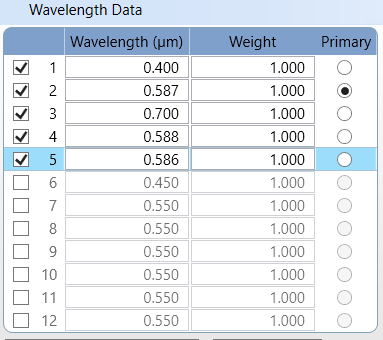 Wavelength Data
Wavelength (µm) Weight Primary
1 0.400 1.000
2 0.587 1.000
3 0.700 1.000
4 0.588 1.000
5 0.586 1.000
6 0.450 1.000
7 0.550 1.000
8 0.550 1.000
9 0.550 1.000
10 0.550 1.000
11 0.550 1.000
12 0.550 1.000